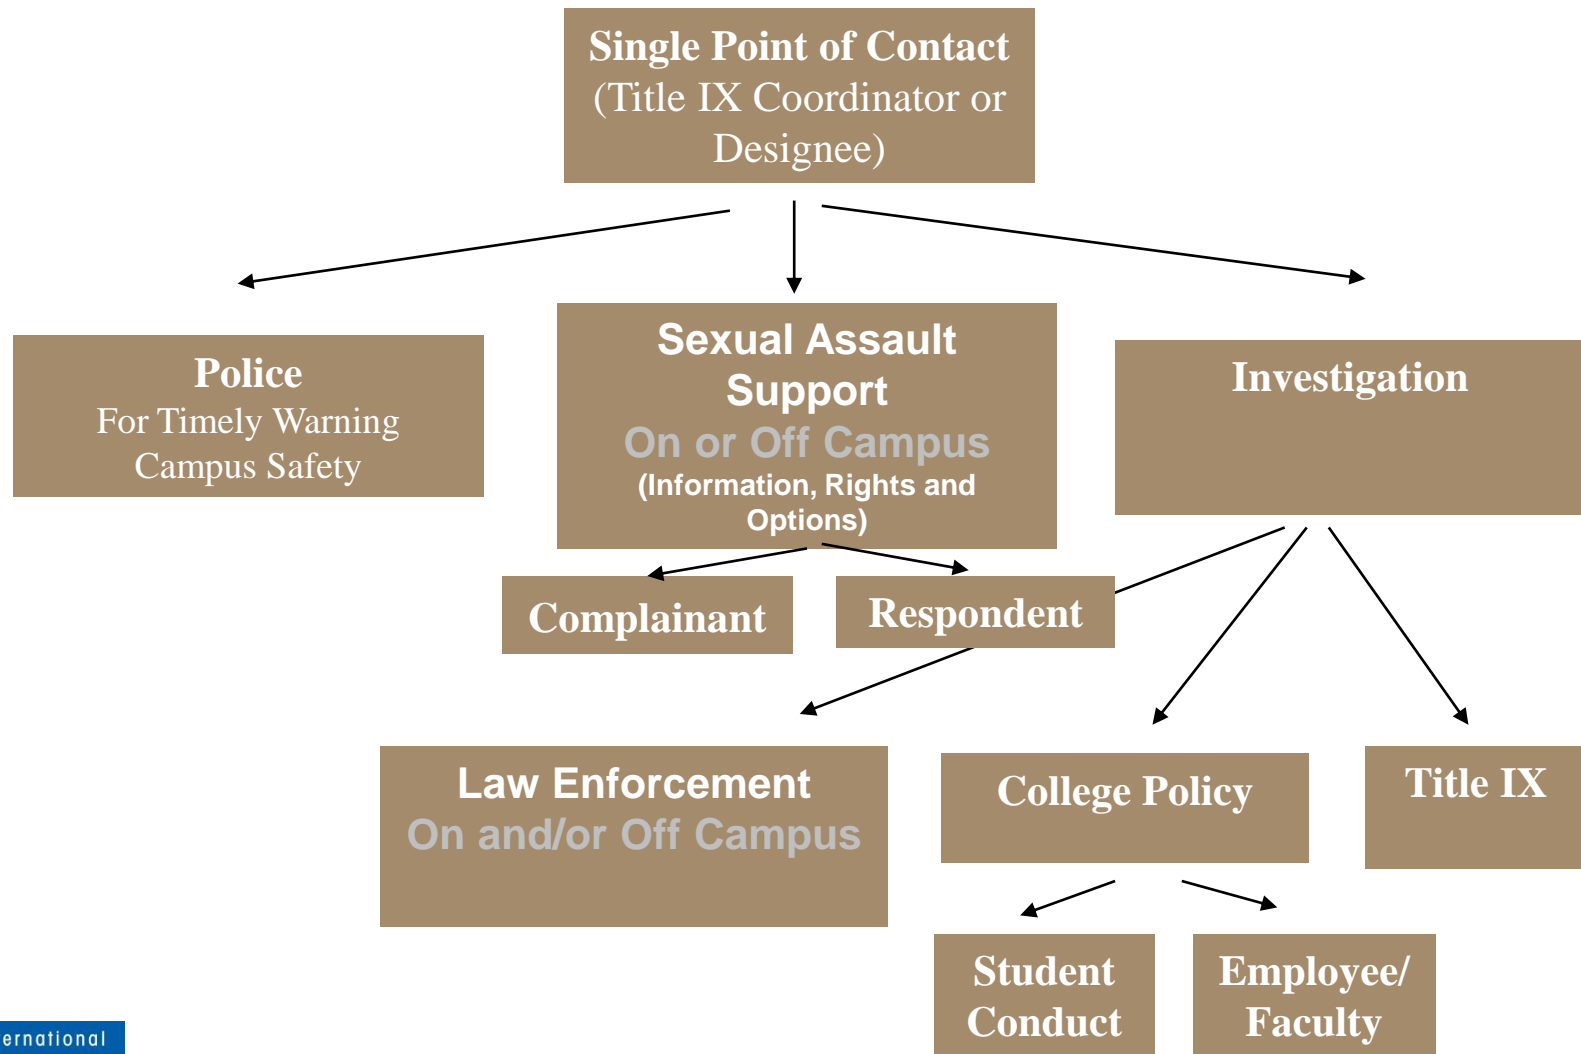 Single Point of Contact
(Title IX Coordinator or
Designee)
Police
For Timely Warning
Campus Safety
Sexual Assault
Support
On or Off Campus
(Information, Rights and
Options)
Investigation
Complainant
Respondent
Law Enforcement
On and/or Off Campus
College Policy
Title IX
Student
Conduct
Employee/
Faculty
ernational